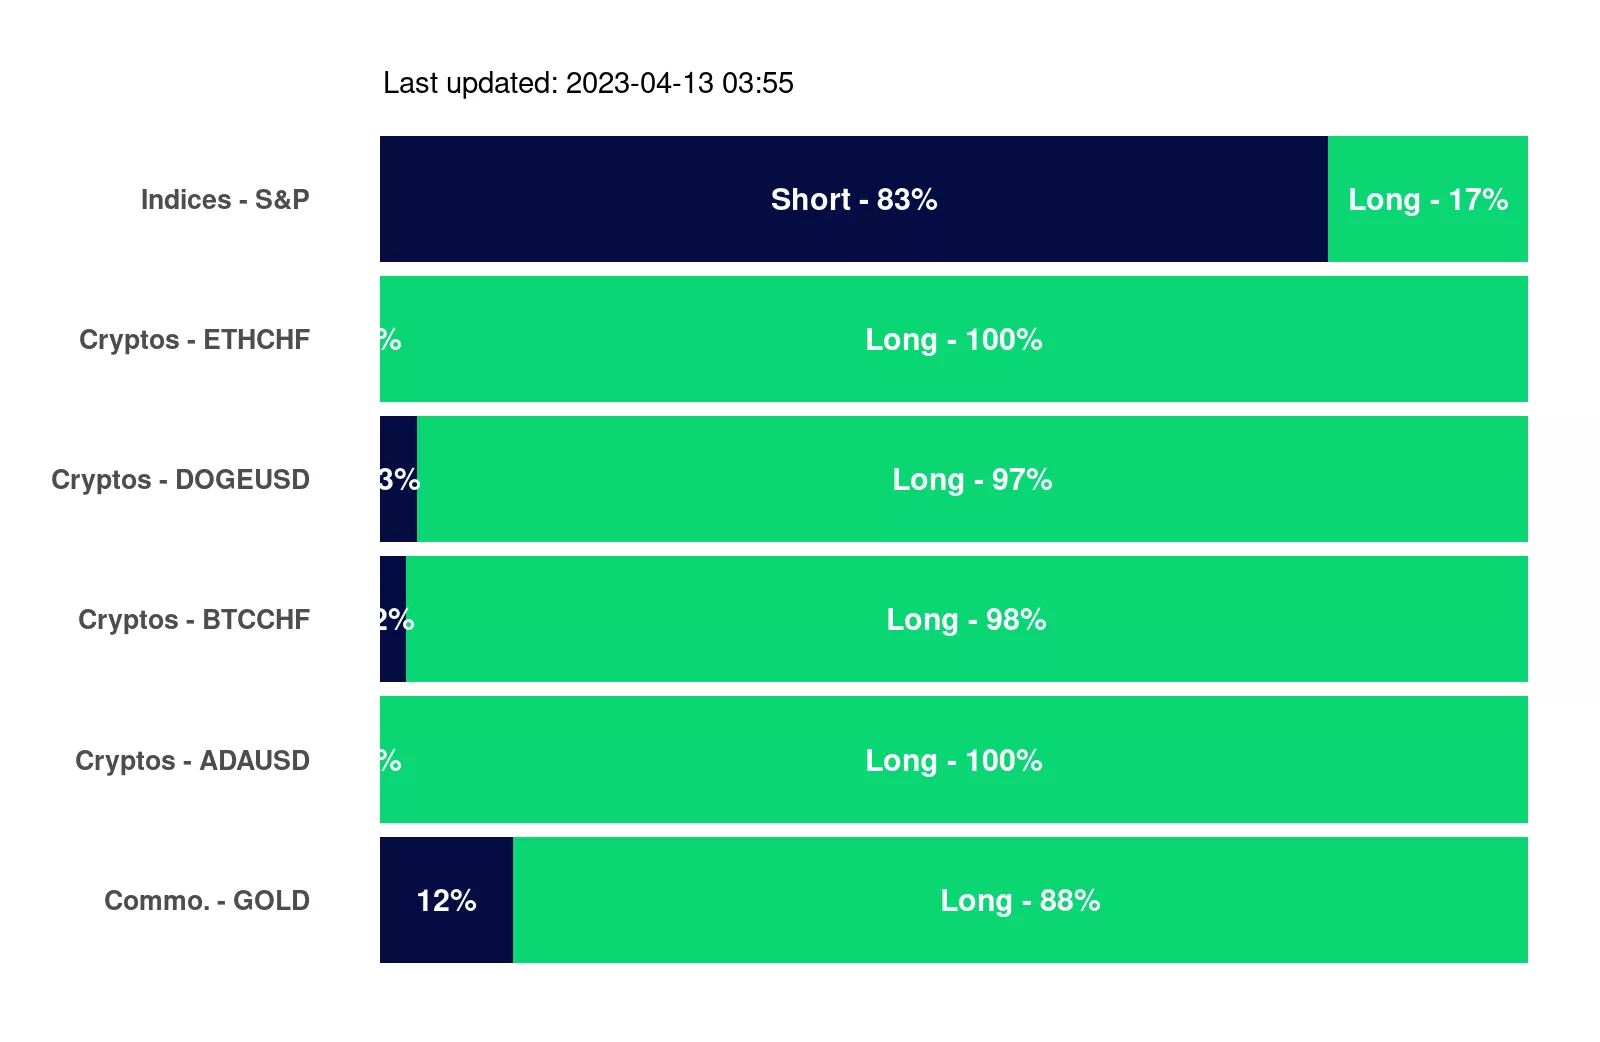 Last updated: 2023-04-13 03:55
Indices - S&P Short - 83% Long - 17%
Cryptos - ETHCHF % Long - 100%
Cryptos - DOGEUSD 3% Long - 97%
Cryptos - BTCCHF 2% Long - 98%
Cryptos - ADAUSD % Long - 100%
Commo. - GOLD 12% Long - 88%